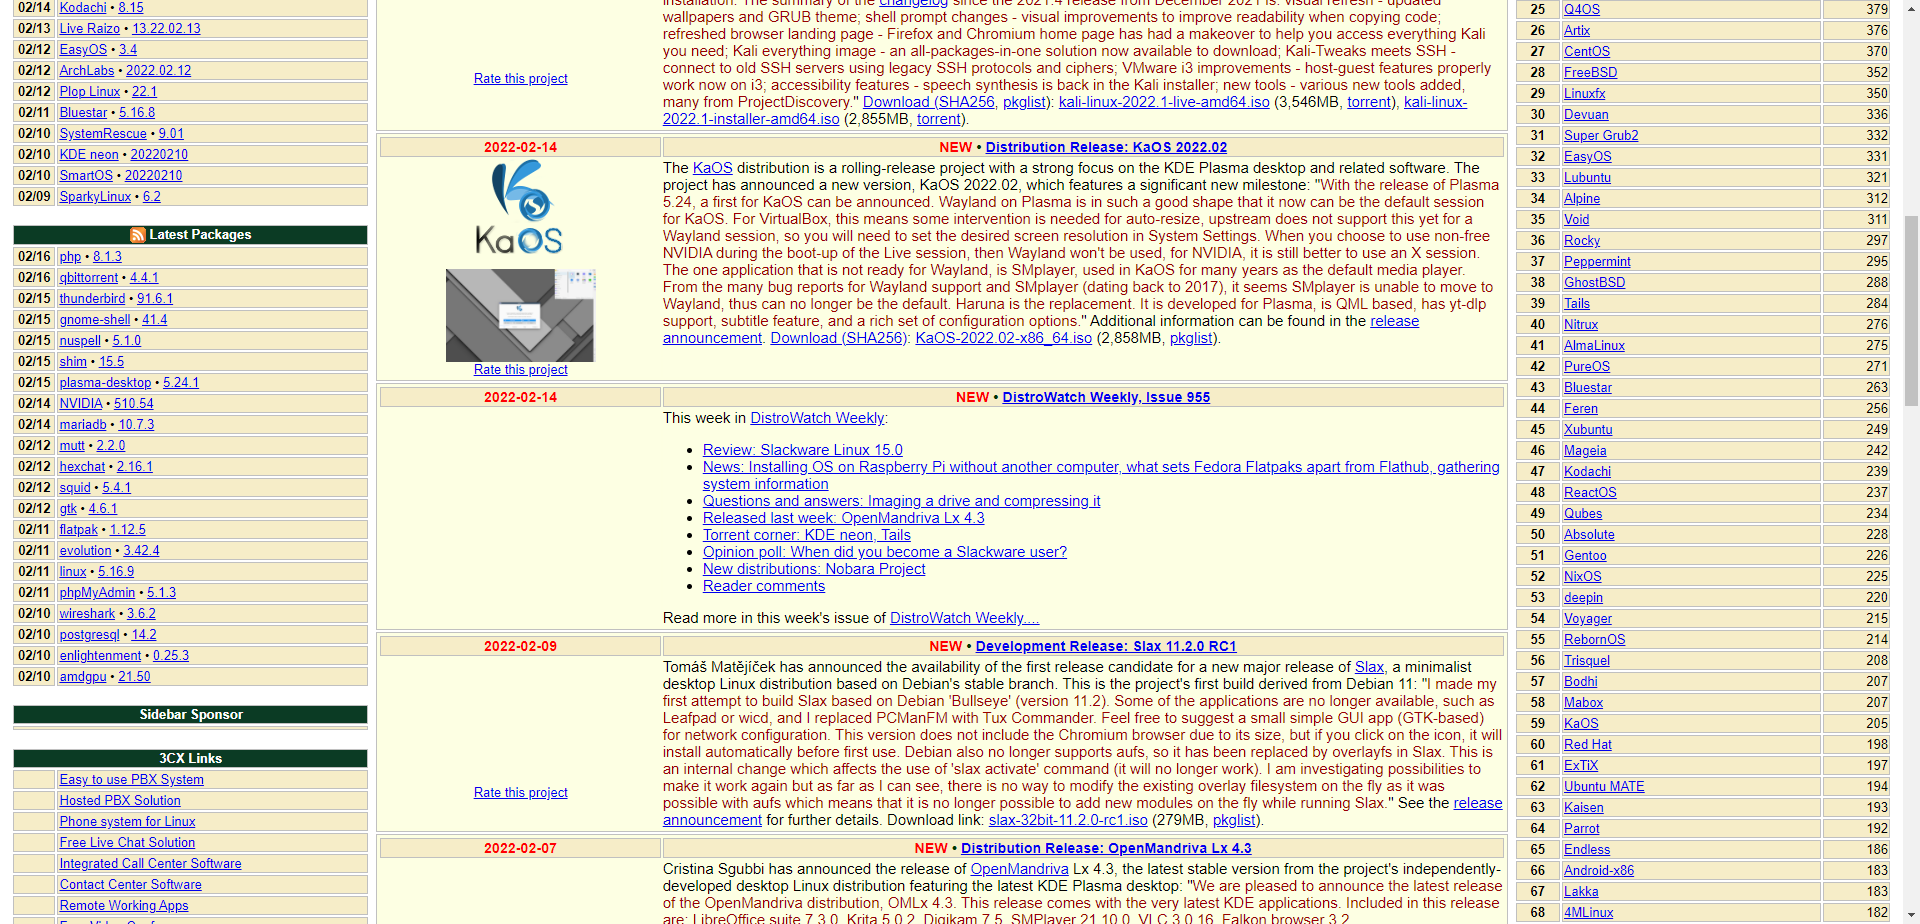 02/14 Kodachi • 8.15
02/13 Live Raizo • 13.22.02.13
02/12 EasyOS • 3.4
02/12 ArchLabs • 2022.02.12
02/12 Plop Linux • 22.1
02/11 Bluestar • 5.16.8
02/10 SystemRescue • 9.01
02/10 KDE neon • 20220210
02/10 SmartOS • 20220210
02/09 SparkyLinux • 6.2
Latest Packages
02/16 php • 8.1.3
02/16 qbittorrent • 4.4.1
02/15 thunderbird • 91.6.1
02/15 gnome-shell • 41.4
02/15 nuspell • 5.1.0
02/15 shim • 15.5
02/15 plasma-desktop • 5.24.1
02/14 NVIDIA • 510.54
02/14 mariadb • 10.7.3
02/12 mutt • 2.2.0
02/12 hexchat • 2.16.1
02/12 squid • 5.4.1
02/12 gtk • 4.6.1
02/11 flatpak • 1.12.5
02/11 evolution • 3.42.4
02/11 linux • 5.16.9
02/11 phpMyAdmin • 5.1.3
02/10 wireshark • 3.6.2
02/10 postgresql • 14.2
02/10 enlightenment • 0.25.3
02/10 amdgpu • 21.50
Sidebar Sponsor
3CX Links
Easy to use PBX System
Hosted PBX Solution
Phone system for Linux
Free Live Chat Solution
Integrated Call Center Software
Contact Center Software
Remote Working Apps
installation. The summary of the changelog since the 2021.4 release from December 2021 is: Visual refresh - updated
wallpapers and GRUB theme; shell prompt changes - visual improvements to improve readability when copying code;
refreshed browser landing page - Firefox and Chromium home page has had a makeover to help you access everything Kali
you need; Kali everything image - an all-packages-in-one solution now available to download; Kali-Tweaks meets SSH -
connect to old SSH servers using legacy SSH protocols and ciphers; VMware i3 improvements - host-guest features properly
work now on i3; accessibility features - speech synthesis is back in the Kali installer; new tools - various new tools added,
many from ProjectDiscovery." Download (SHA256, pkglist): kali-linux-2022.1-live-amd64.iso (3,546MB, torrent), kali-linux-
2022.1-installer-amd64.iso (2,855MB, torrent).
Rate this project
2022-02-14
NEW • Distribution Release: KaOS 2022.02
KaOS
Rate this project
The KaOS distribution is a rolling-release project with a strong focus on the KDE Plasma desktop and related software. The
project has announced a new version, KaOS 2022.02, which features a significant new milestone: "With the release of Plasma
5.24, a first for KaOS can be announced. Wayland on Plasma is in such a good shape that it now can be the default session
for KaOS. For VirtualBox, this means some intervention is needed for auto-resize, upstream does not support this yet for a
Wayland session, so you will need to set the desired screen resolution in System Settings. When you choose to use non-free
NVIDIA during the boot-up of the Live session, then Wayland won't be used, for NVIDIA, it is still better to use an X session.
The one application that is not ready for Wayland, is SMplayer, used in KaOS for many years as the default media player.
From the many bug reports for Wayland support and SMplayer (dating back to 2017), it seems SMplayer is unable to move to
Wayland, thus can no longer be the default. Haruna is the replacement. It is developed for Plasma, is QML based, has yt-dlp
support, subtitle feature, and a rich set of configuration options." Additional information can be found in the release
announcement. Download (SHA256): KaOS-2022.02-x86_64.iso (2,858MB, pkglist).
2022-02-14
NEW • DistroWatch Weekly, Issue 955
This week in DistroWatch Weekly:
• Review: Slackware Linux 15.0
• News: Installing OS on Raspberry Pi without another computer, what sets Fedora Flatpaks apart from Flathub, gathering
system information
• Questions and answers: Imaging a drive and compressing it
• Released last week: OpenMandriva Lx 4.3
• Torrent corner: KDE neon, Tails
• Opinion poll: When did you become a Slackware user?
• New distributions: Nobara Project
• Reader comments
Read more in this week's issue of DistroWatch Weekly....
2022-02-09
NEW • Development Release: Slax 11.2.0 RC1
Rate this project
Tomáš Matějíček has announced the availability of the first release candidate for a new major release of Slax, a minimalist
desktop Linux distribution based on Debian's stable branch. This is the project's first build derived from Debian 11: "I made my
first attempt to build Slax based on Debian 'Bullseye' (version 11.2). Some of the applications are no longer available, such as
Leafpad or wicd, and I replaced PCManFM with Tux Commander. Feel free to suggest a small simple GUI app (GTK-based)
for network configuration. This version does not include the Chromium browser due to its size, but if you click on the icon, it will
install automatically before first use. Debian also no longer supports aufs, so it has been replaced by overlayfs in Slax. This is
an internal change which affects the use of 'slax activate' command (it will no longer work). I am investigating possibilities to
make it work again but as far as I can see, there is no way to modify the existing overlay filesystem on the fly as it was
possible with aufs which means that it is no longer possible to add new modules on the fly while running Slax." See the release
announcement for further details. Download link: slax-32bit-11.2.0-rc1.iso (279MB, pkglist).
2022-02-07
NEW • Distribution Release: OpenMandriva Lx 4.3
Cristina Sgubbi has announced the release of OpenMandriva Lx 4.3, the latest stable version from the project's independently-
developed desktop Linux distribution featuring the latest KDE Plasma desktop: "We are pleased to announce the latest release
of the OpenMandriva distribution, OMLx 4.3. This release comes with the very latest KDE applications. Included in this release
are: LibreOffice suite 7.3.0, Krita 5.0.2, Digikam 7.5, SMPlayer 21.10.0, VLC 3.0.16, Falkon browser 3.2
25 Q4OS 379
26 Artix 376
27 CentOS 370
28 FreeBSD 352
29 Linuxfx 350
30 Devuan 336
31 Super Grub2 332
32 EasyOS 331
33 Lubuntu 321
34 Alpine 312
35 Void 311
36 Rocky 297
37 Peppermint 295
38 GhostBSD 288
39 Tails 284
40 Nitrux 276
41 AlmaLinux 275
42 PureOS 271
43 Bluestar 263
44 Feren 256
45 Xubuntu 249
46 Mageia 242
47 Kodachi 239
48 ReactOS 237
49 Qubes 234
50 Absolute 228
51 Gentoo 226
52 NixOS 225
53 deepin 220
54 Voyager 215
55 RebornOS 214
56 Trisquel 208
57 Bodhi 207
58 Mabox 207
59 KaOS 205
60 Red Hat 198
61 ExTiX 197
62 Ubuntu MATE 194
63 Kaisen 193
64 Parrot 192
65 Endless 186
66 Android-x86 183
67 Lakka 183
68 4MLinux 182